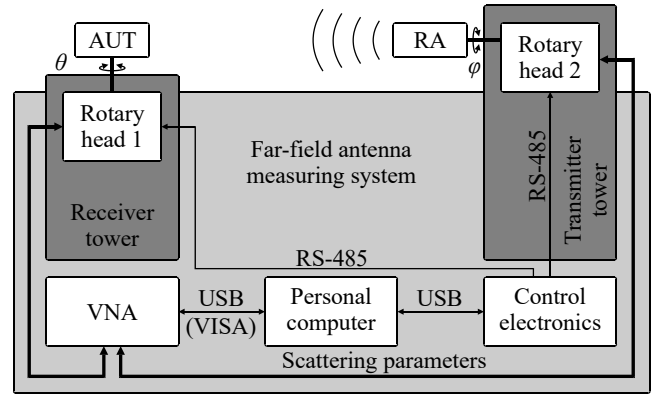 AUT
RA
θ
φ
Rotary
head 1
Rotary
head 2
Far-field antenna
measuring system
Receiver
tower
RS-485
Transmitter
tower
RS-485
VNA
USB
(VISA)
Personal
computer
USB
Control
electronics
Scattering parameters